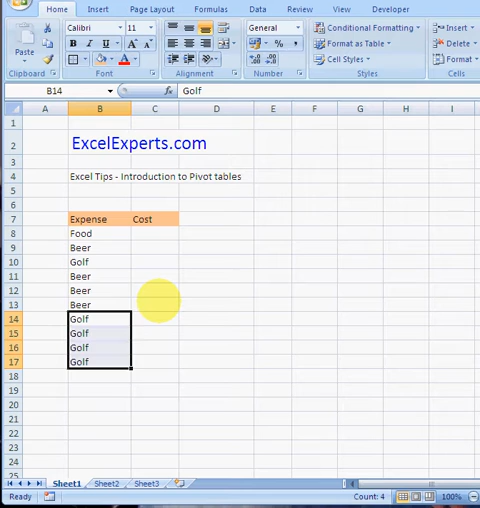 Home Insert Page Layout Formulas Data Review View Developer
Calibri 11 A A General Conditional Formatting Insert
Paste B I U % , Format as Table Delete
A Cell Styles Format
Clipboard Font Alignment Number Styles Cells
B14 fx Golf
A B C D E F G H I
1
2 ExcelExperts.com
3
4 Excel Tips - Introduction to Pivot tables
5
6
7 Expense Cost
8 Food
9 Beer
10 Golf
11 Beer
12 Beer
13 Beer
14 Golf
15 Golf
16 Golf
17 Golf
18
19
20
21
22
23
24
25
Sheet1 Sheet2 Sheet3
Ready Count: 4 100%